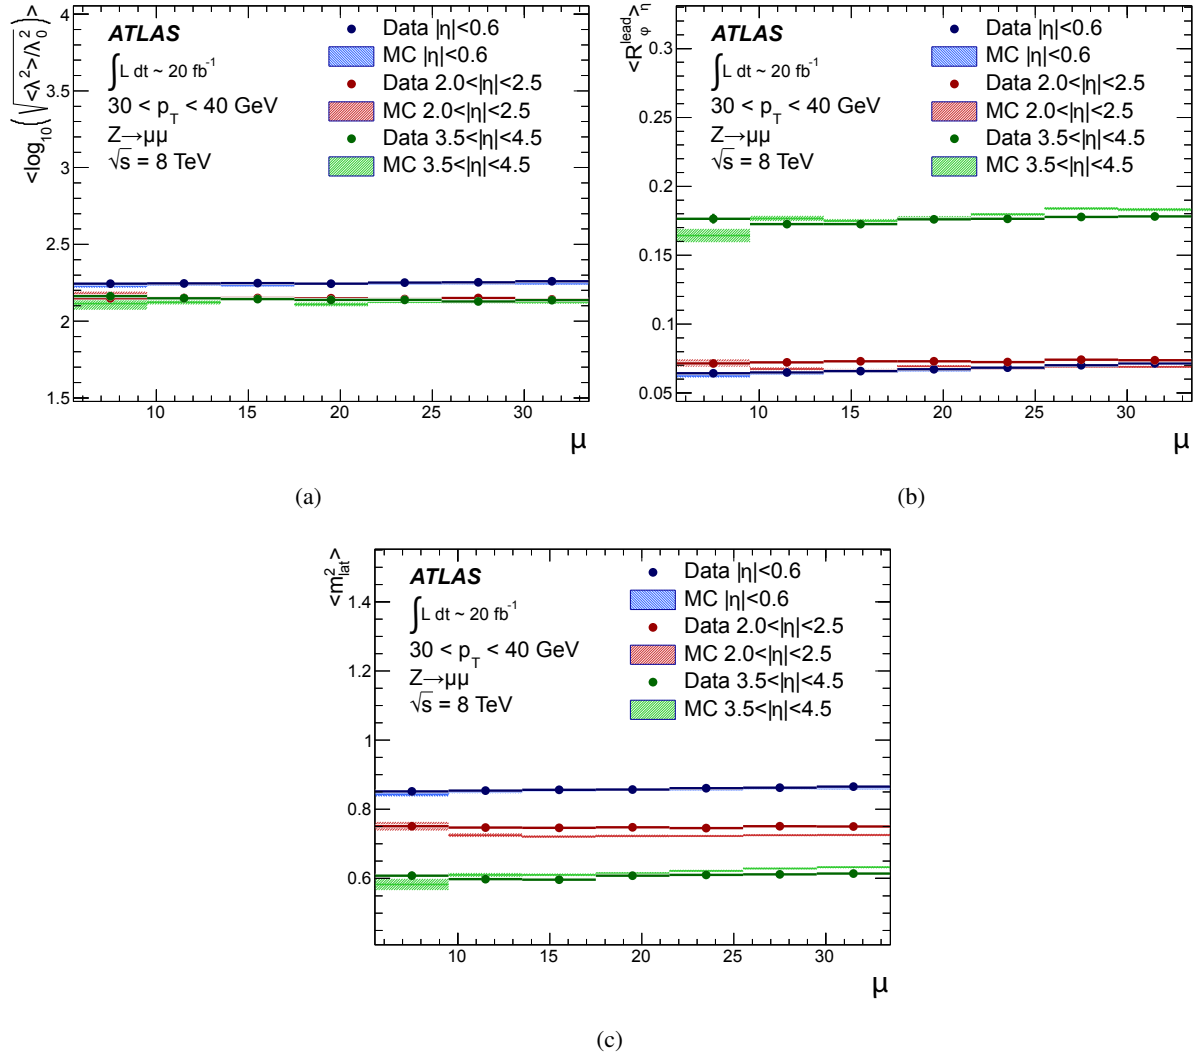 <log₁₀(√<λ²>/λ₀²)>
4
3.5
3
2.5
2
1.5
10 15 20 25 30
μ
ATLAS
∫L dt ~ 20 fb⁻¹
30 < p_T < 40 GeV
Z→μμ
√s = 8 TeV
Data |η|<0.6
MC |η|<0.6
Data 2.0<|η|<2.5
MC 2.0<|η|<2.5
Data 3.5<|η|<4.5
MC 3.5<|η|<4.5
(a)
<R_φ^lead>_η
0.3
0.25
0.2
0.15
0.1
0.05
10 15 20 25 30
μ
ATLAS
∫L dt ~ 20 fb⁻¹
30 < p_T < 40 GeV
Z→μμ
√s = 8 TeV
Data |η|<0.6
MC |η|<0.6
Data 2.0<|η|<2.5
MC 2.0<|η|<2.5
Data 3.5<|η|<4.5
MC 3.5<|η|<4.5
(b)
<m²_lat>
1.4
1.2
1
0.8
0.6
10 15 20 25 30
μ
ATLAS
∫L dt ~ 20 fb⁻¹
30 < p_T < 40 GeV
Z→μμ
√s = 8 TeV
Data |η|<0.6
MC |η|<0.6
Data 2.0<|η|<2.5
MC 2.0<|η|<2.5
Data 3.5<|η|<4.5
MC 3.5<|η|<4.5
(c)